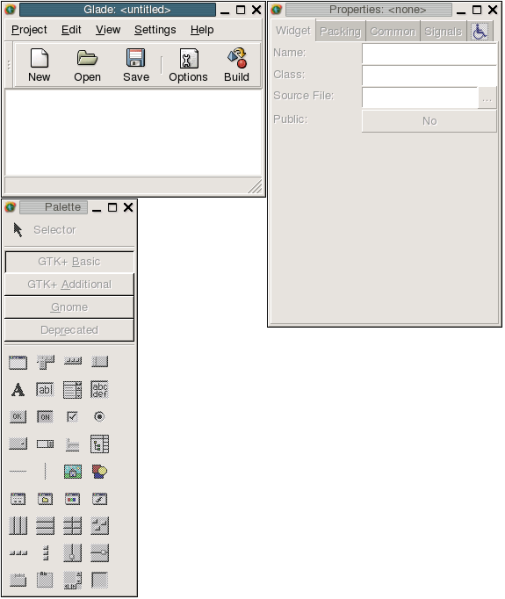 Glade: <untitled>
Project Edit View Settings Help
New Open Save Options Build
Properties: <none>
Widget Packing Common Signals
Name:
Class:
Source File: ...
Public: No
Palette
Selector
GTK+ Basic
GTK+ Additional
Gnome
Deprecated
A ab| abc
def
OK ON